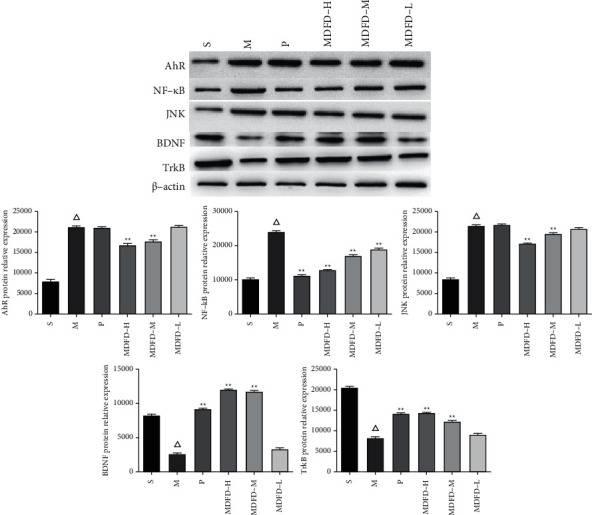 S M P MDFD-H MDFD-M MDFD-L
AhR
NF-κB
JNK
BDNF
TrkB
β-actin
AhR protein relative expression
25000
20000
15000
10000
5000
0
△
**
**
S M P MDFD-H MDFD-M MDFD-L
NF-kB protein relative expression
30000
20000
10000
0
△
**
**
**
**
S M P MDFD-H MDFD-M MDFD-L
JNK protein relative expression
25000
20000
15000
10000
5000
0
△
**
**
S M P MDFD-H MDFD-M MDFD-L
BDNF protein relative expression
15000
10000
5000
0
△
**
**
**
S M P MDFD-H MDFD-M MDFD-L
TrkB protein relative expression
25000
20000
15000
10000
5000
0
△
**
**
**
S M P MDFD-H MDFD-M MDFD-L